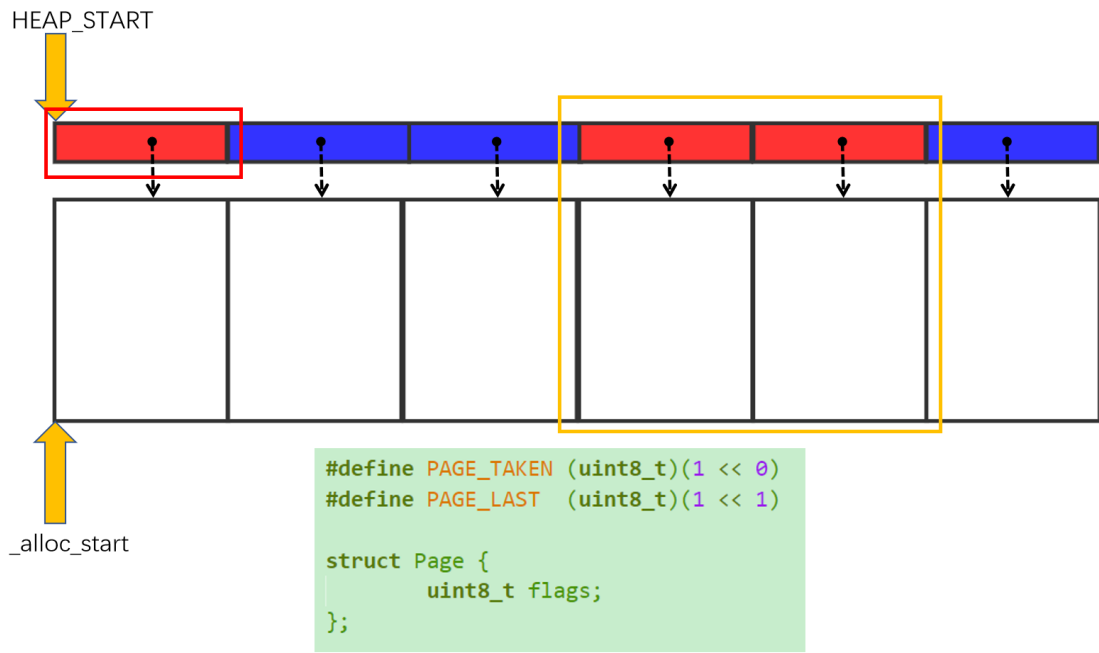 HEAP_START
_alloc_start
#define PAGE_TAKEN (uint8_t)(1 << 0)
#define PAGE_LAST  (uint8_t)(1 << 1)
struct Page {
        uint8_t flags;
};